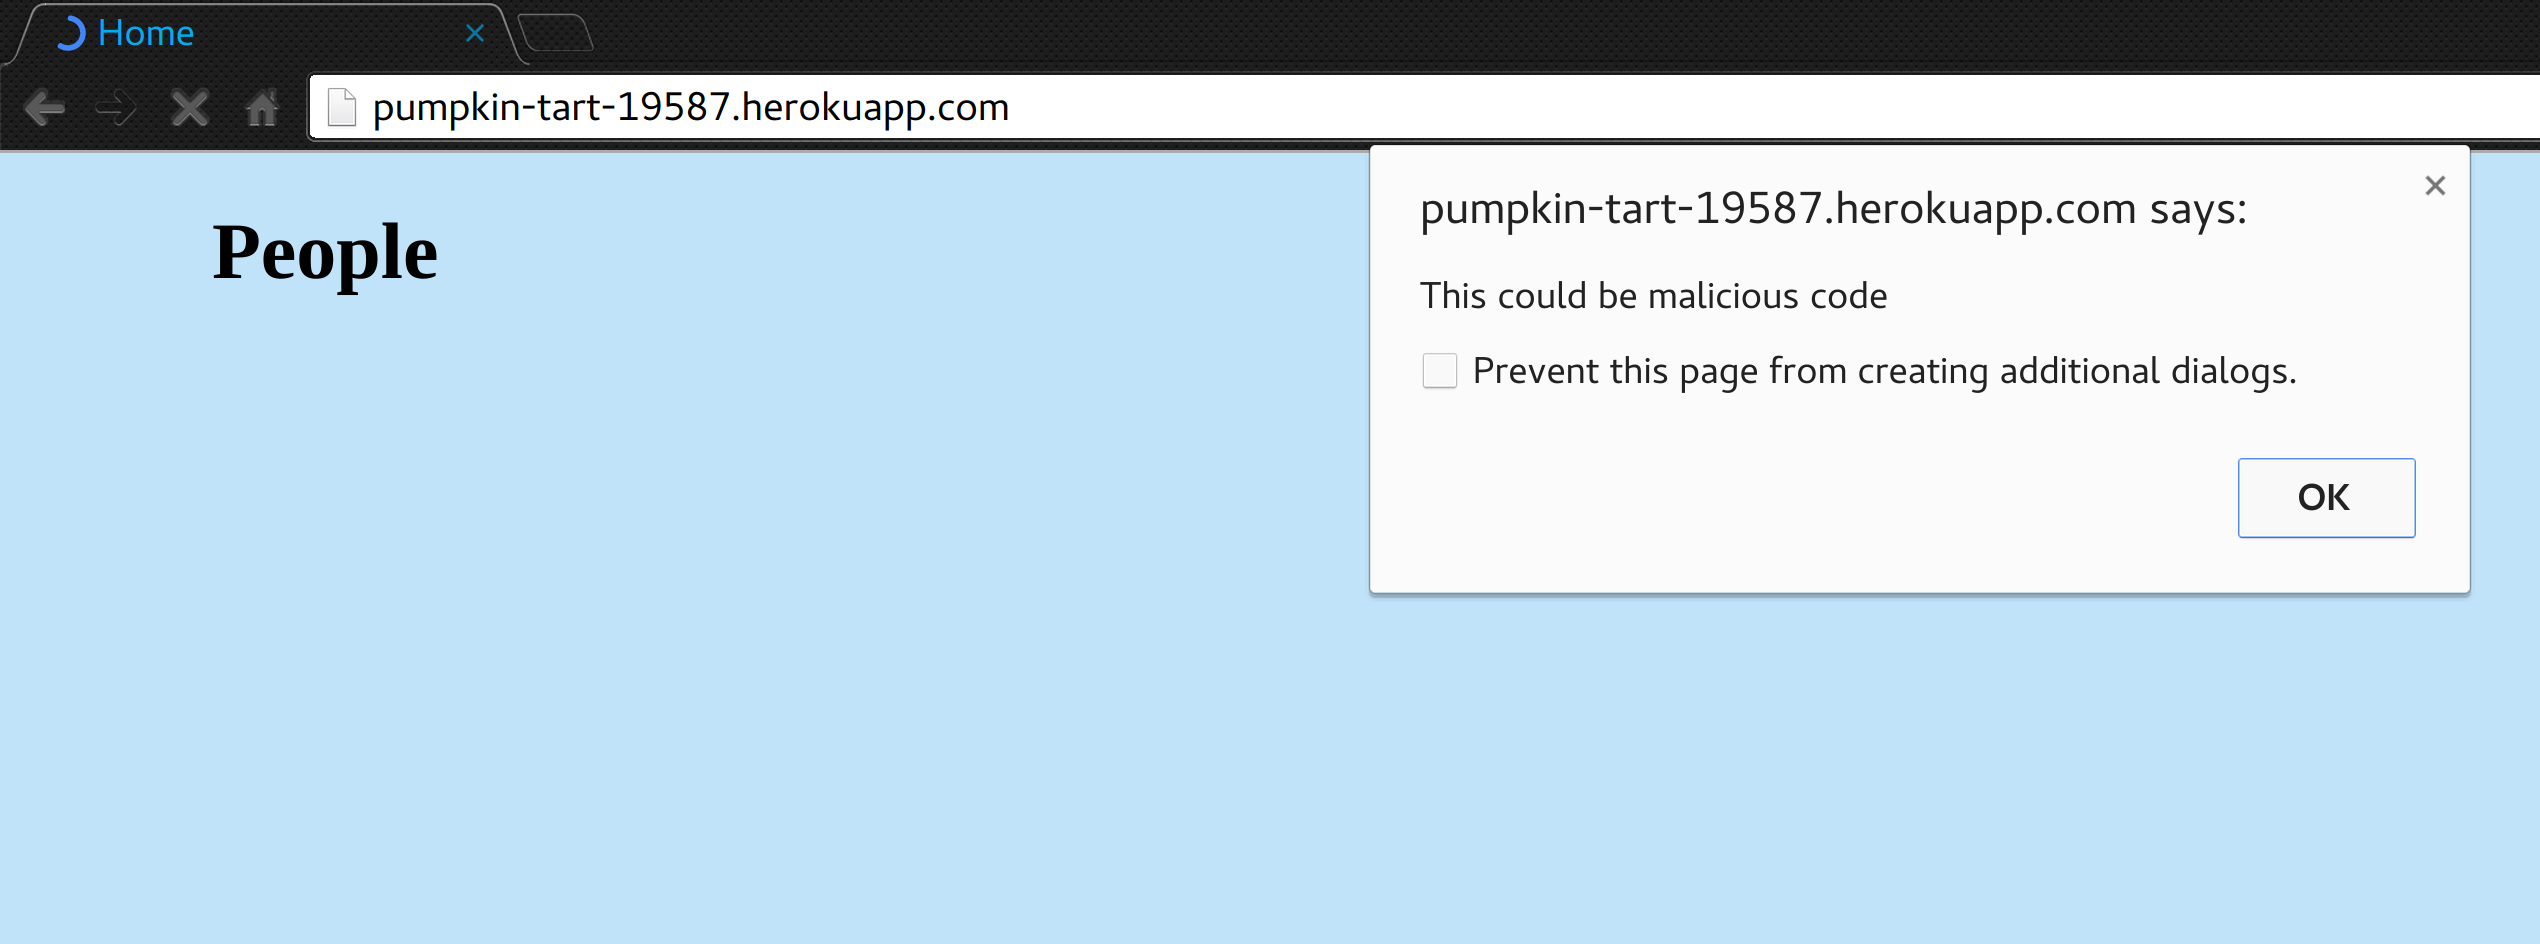 Home
pumpkin-tart-19587.herokuapp.com
People
pumpkin-tart-19587.herokuapp.com says:
This could be malicious code
Prevent this page from creating additional dialogs.
OK